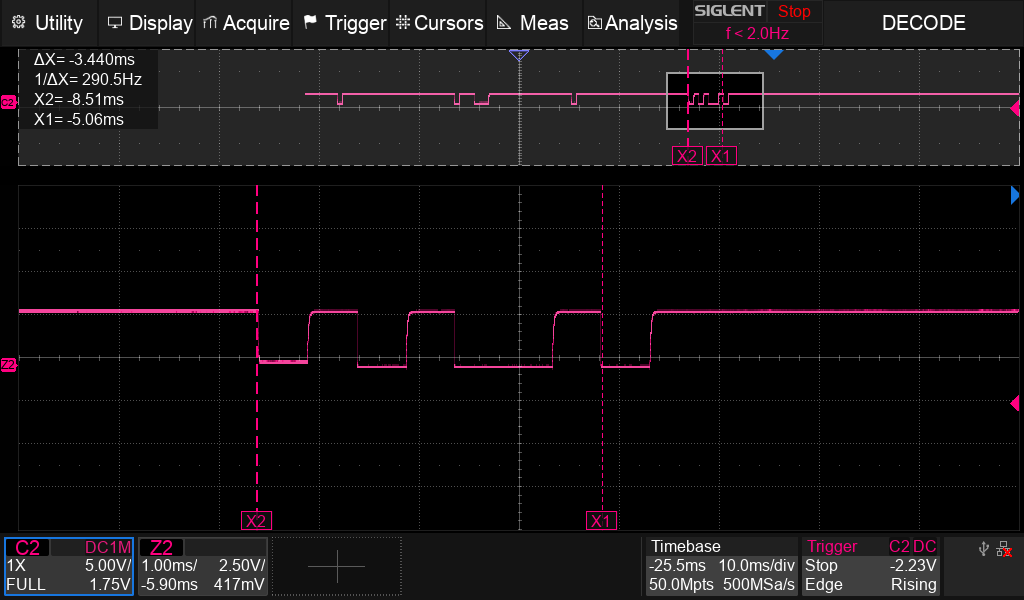 Utility Display Acquire Trigger Cursors Meas Analysis SIGLENT Stop DECODE
f < 2.0Hz
ΔX= -3.440ms
1/ΔX= 290.5Hz
X2= -8.51ms
X1= -5.06ms
C2
X2 X1
Z2
X2 X1
C2 DC1M
1X 5.00V/
FULL 1.75V
Z2
1.00ms/ 2.50V/
-5.90ms 417mV
Timebase
-25.5ms 10.0ms/div
50.0Mpts 500MSa/s
Trigger C2 DC
Stop -2.23V
Edge Rising